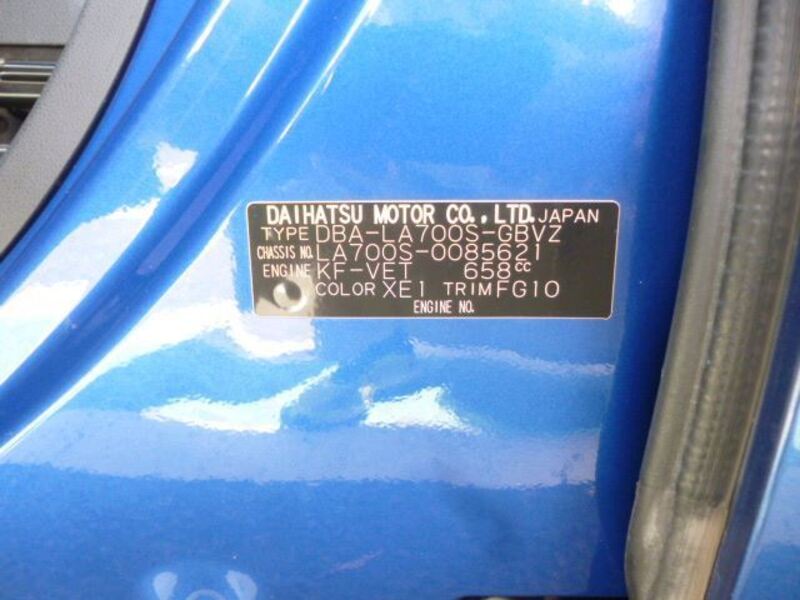 DAIHATSU MOTOR CO., LTD. JAPAN
TYPE DBA-LA700S-GBVZ
CHASSIS NO. LA700S-0085621
ENGINE KF-VET 658cc
COLOR XE1 TRIM FG10
ENGINE NO.